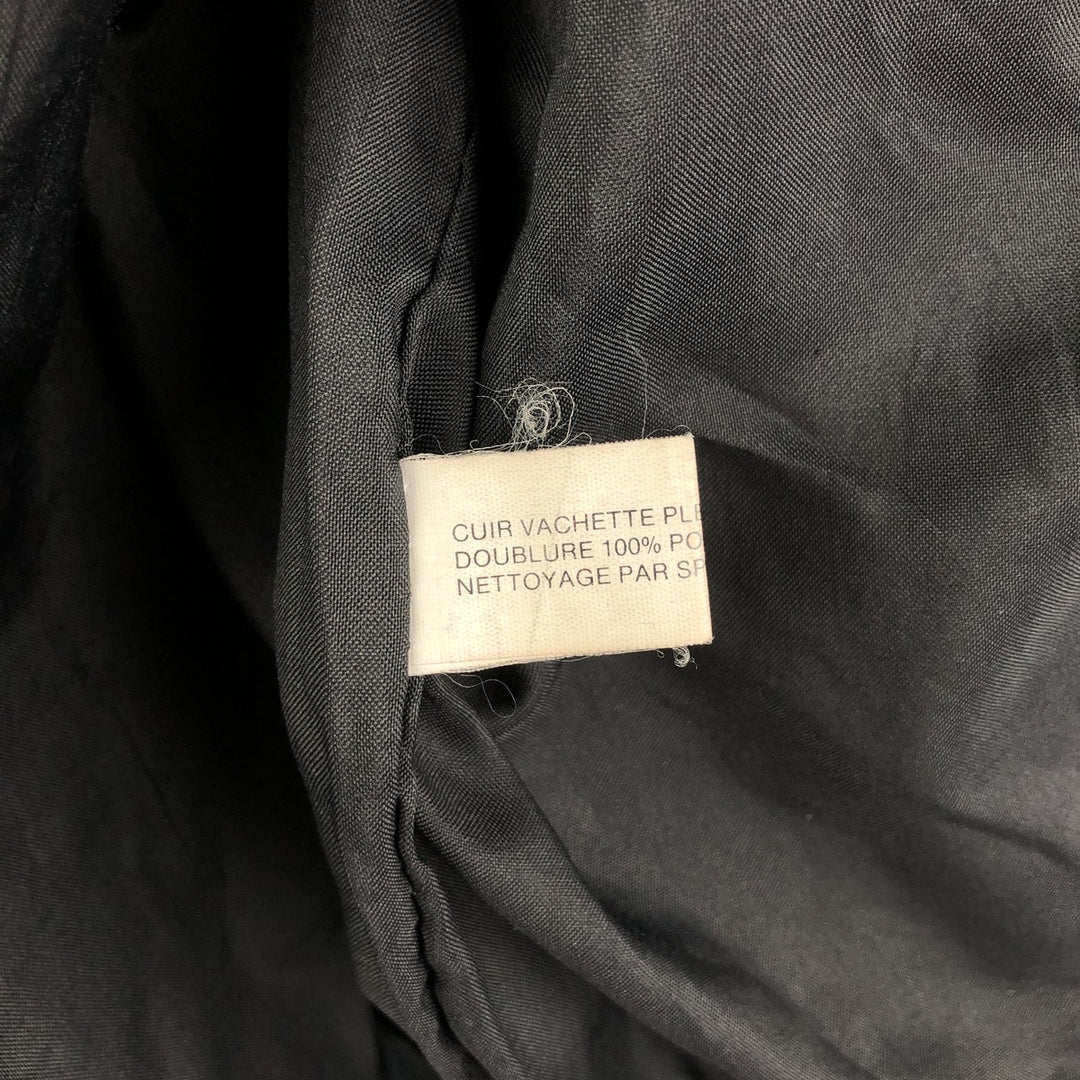 CUIR VACHETTE PLE
DOUBLURE 100% PO
NETTOYAGE PAR SP